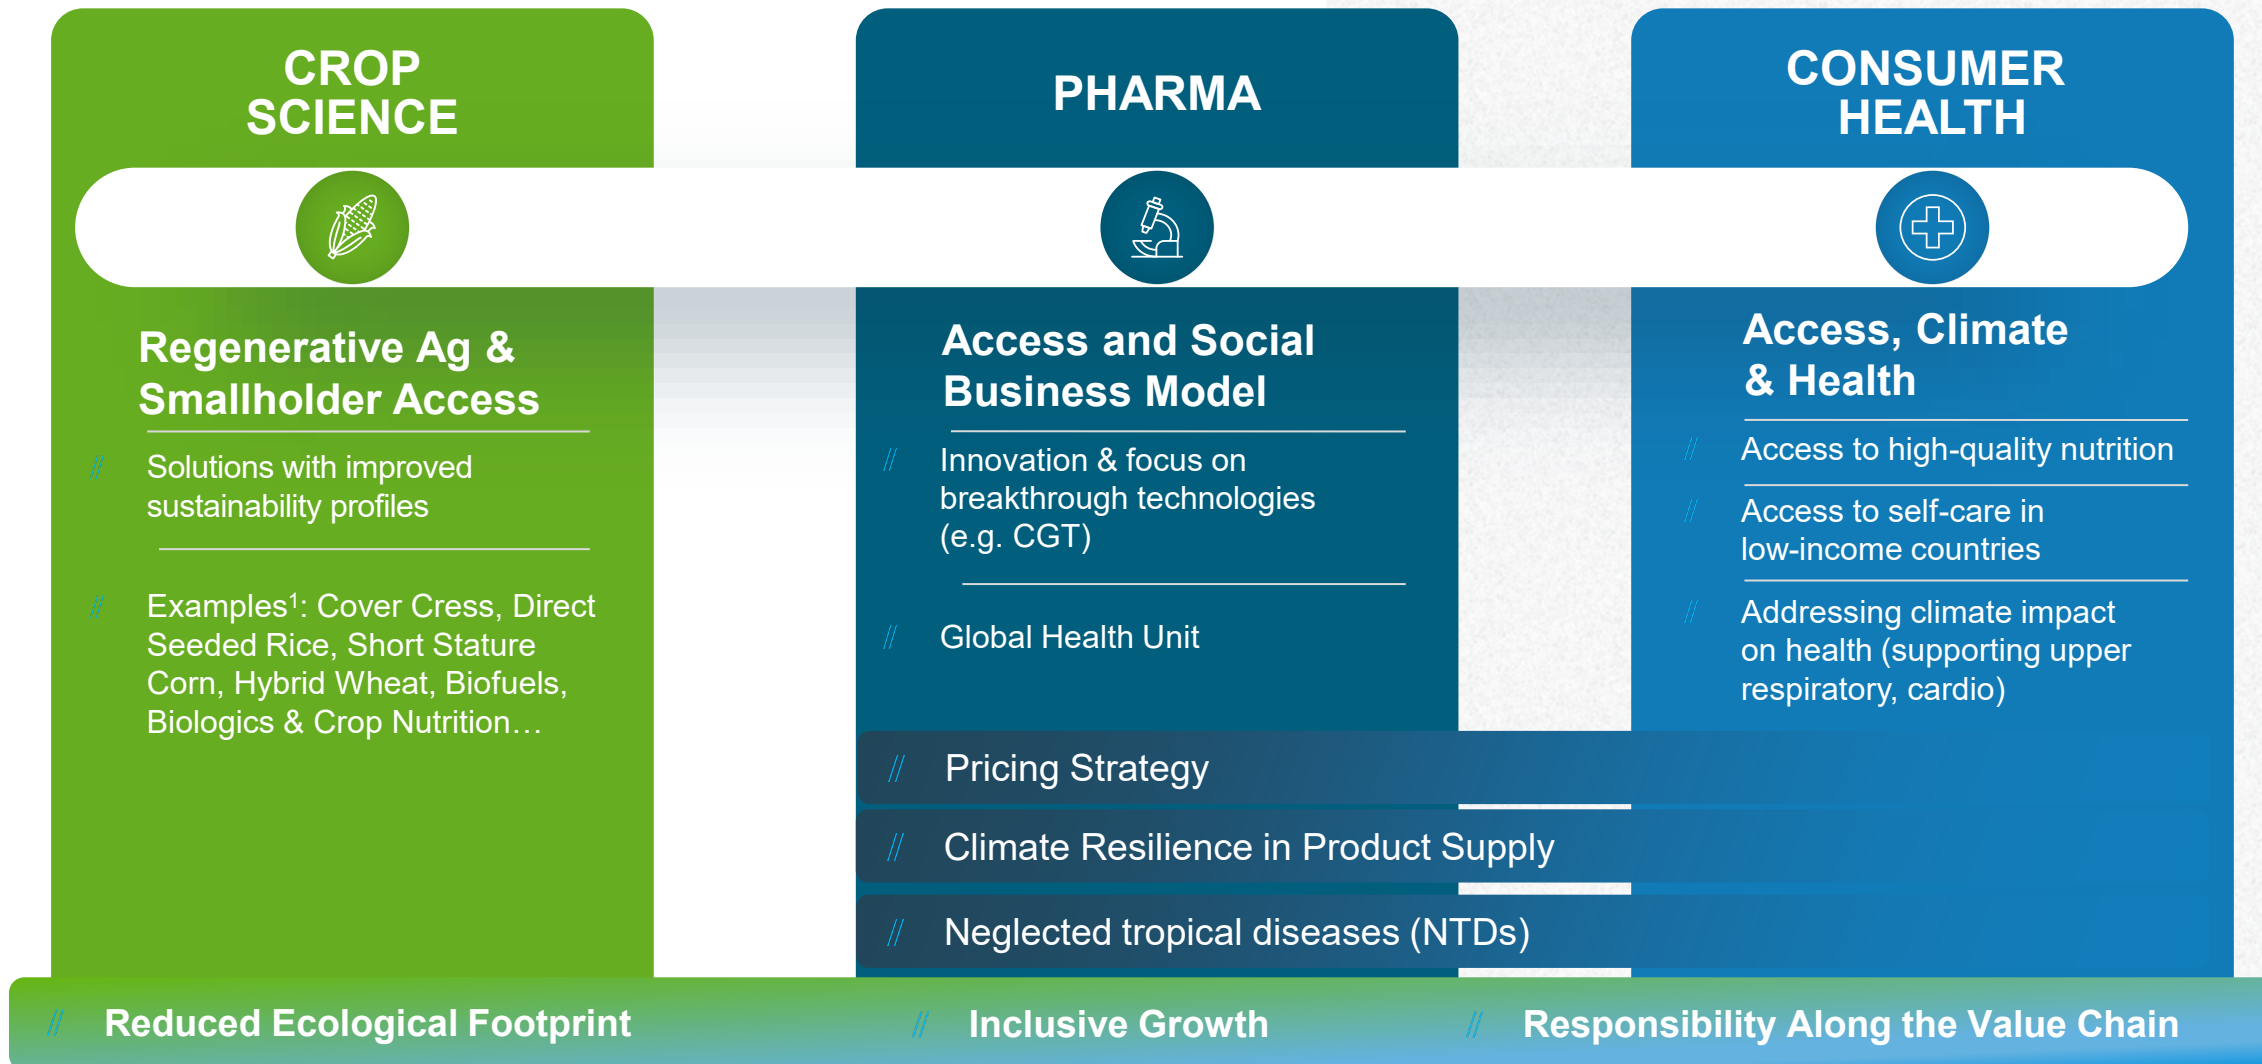 CROP
SCIENCE
Regenerative Ag &
Smallholder Access
// Solutions with improved
sustainability profiles
// Examples¹: Cover Cress, Direct
Seeded Rice, Short Stature
Corn, Hybrid Wheat, Biofuels,
Biologics & Crop Nutrition…
PHARMA
Access and Social
Business Model
// Innovation & focus on
breakthrough technologies
(e.g. CGT)
// Global Health Unit
CONSUMER
HEALTH
Access, Climate
& Health
// Access to high-quality nutrition
// Access to self-care in
low-income countries
// Addressing climate impact
on health (supporting upper
respiratory, cardio)
// Pricing Strategy
// Climate Resilience in Product Supply
// Neglected tropical diseases (NTDs)
// Reduced Ecological Footprint
// Inclusive Growth
// Responsibility Along the Value Chain